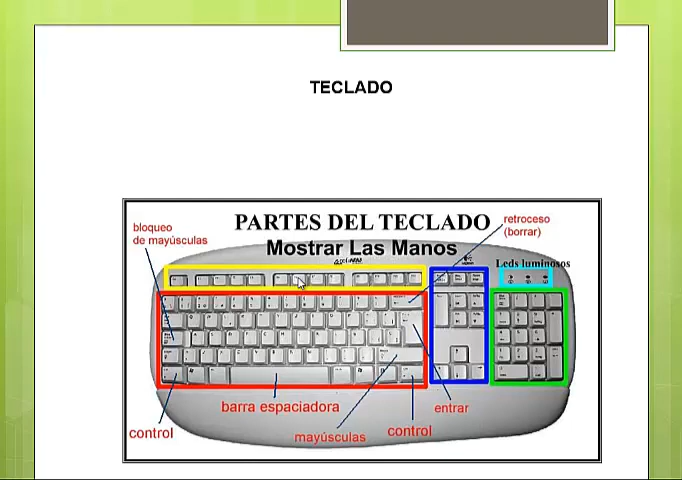 TECLADO
PARTES DEL TECLADO
retroceso
(borrar)
bloqueo
de mayúsculas
Mostrar Las Manos
Leds luminosos
barra espaciadora
entrar
control
mayúsculas
control